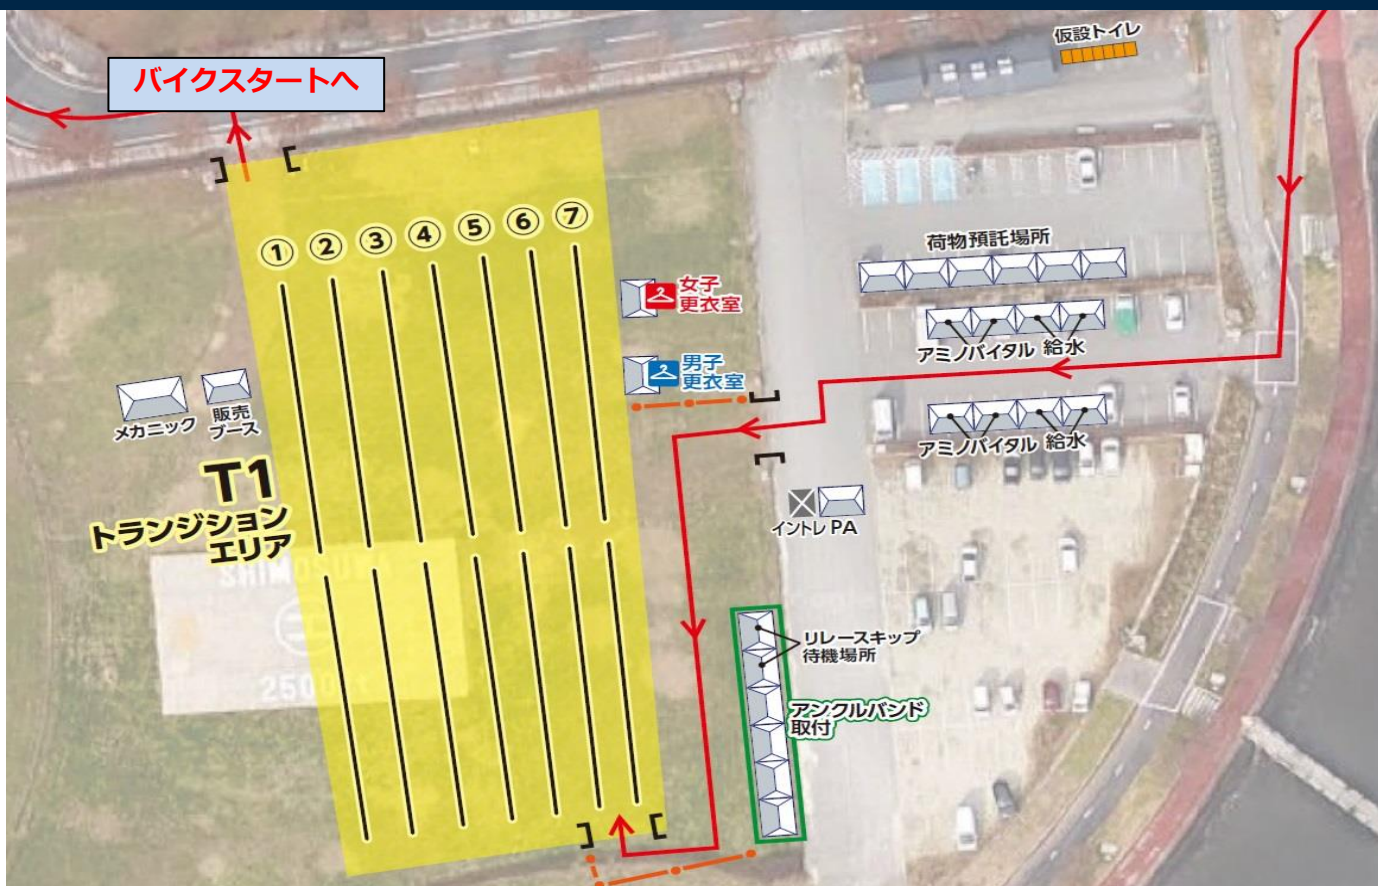 仮設トイレ
バイクスタートへ
①
②
③
④
⑤
⑥
⑦
荷物預託場所
女子
更衣室
アミノバイタル 給水
男子
更衣室
メカニック
販売
ブース
アミノバイタル 給水
T1
トランジション
エリア
イントレ PA
リレースキップ
待機場所
アンクルバンド
取付